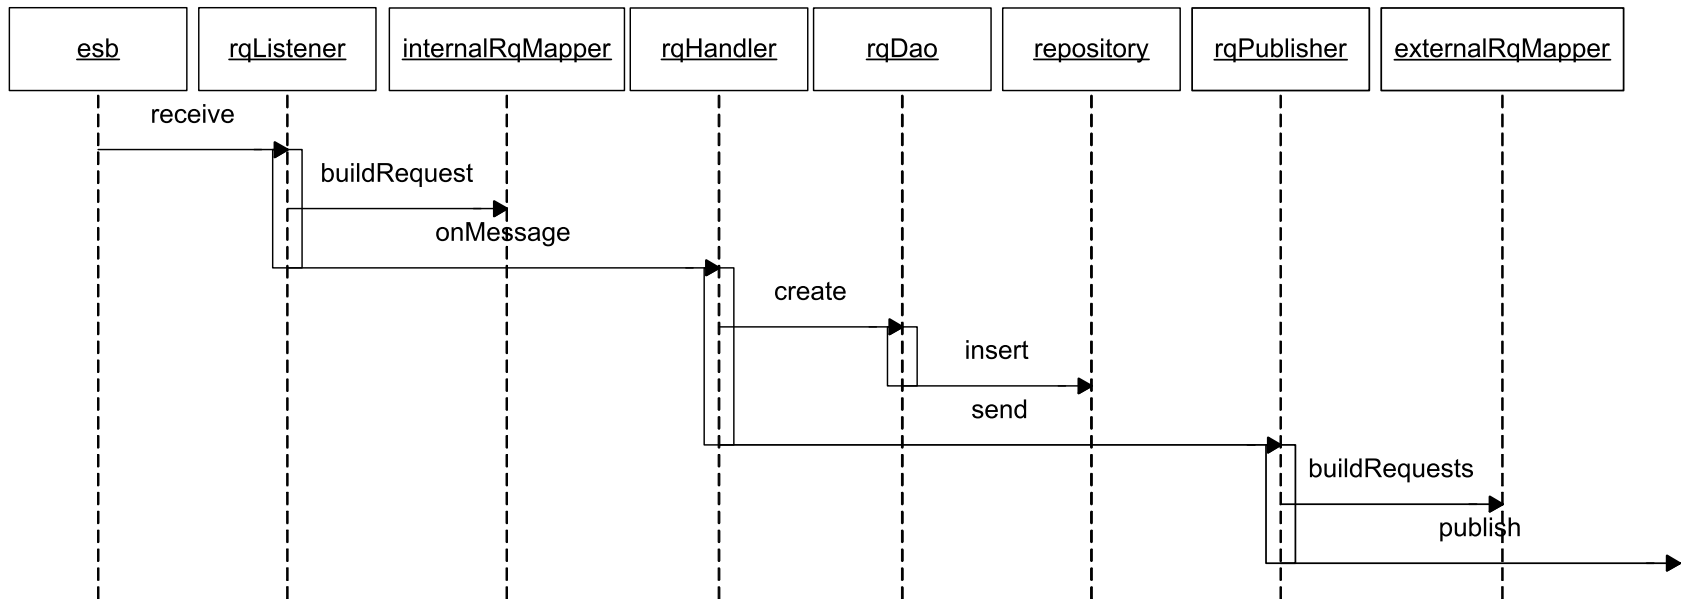 esb
rqListener
internalRqMapper
rqHandler
rqDao
repository
rqPublisher
externalRqMapper
receive
buildRequest
onMessage
create
insert
send
buildRequests
publish